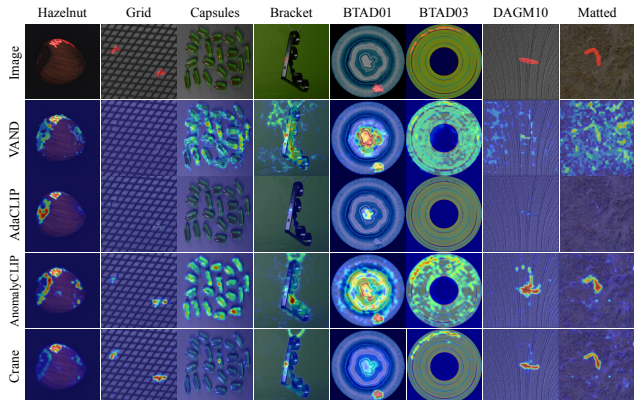 Hazelnut Grid Capsules Bracket BTAD01 BTAD03 DAGM10 Matted
Image
VAND
AdaCLIP
AnomalyCLIP
Crane